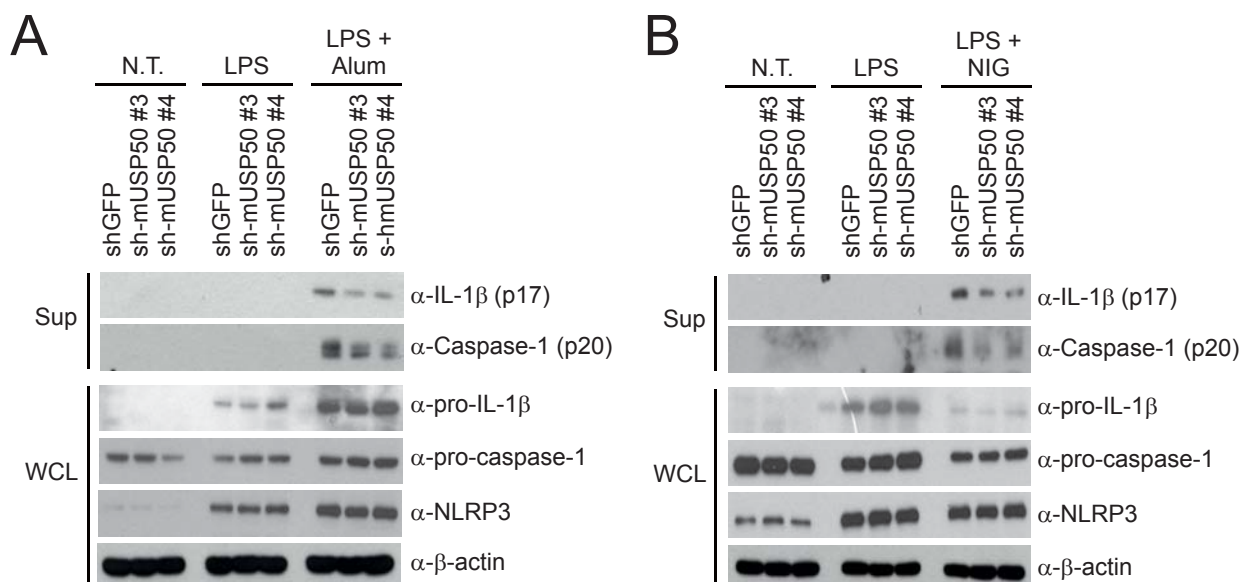 A
N.T.
LPS
LPS +
Alum
shGFP
sh-mUSP50 #3
sh-mUSP50 #4
shGFP
sh-mUSP50 #3
sh-mUSP50 #4
shGFP
sh-mUSP50 #3
s-hmUSP50 #4
Sup
α-IL-1β (p17)
α-Caspase-1 (p20)
WCL
α-pro-IL-1β
α-pro-caspase-1
α-NLRP3
α-β-actin
B
N.T.
LPS
LPS +
NIG
shGFP
sh-mUSP50 #3
sh-mUSP50 #4
shGFP
sh-mUSP50 #3
sh-mUSP50 #4
shGFP
sh-mUSP50 #3
sh-mUSP50 #4
Sup
α-IL-1β (p17)
α-Caspase-1 (p20)
WCL
α-pro-IL-1β
α-pro-caspase-1
α-NLRP3
α-β-actin